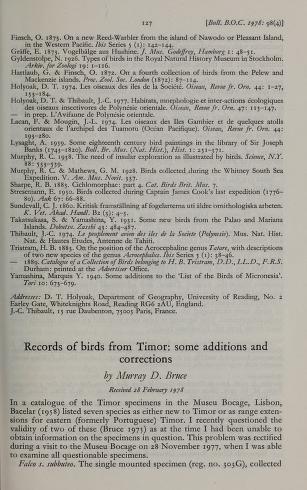 127 [Bull. B.O.C. 1978: 98(4)]
Finsch, O. 1875. On a new Reed-Warbler from the island of Nawodo or Pleasant Island,
in the Western Pacific. Ibis Series 5 (1): 142-144.
Gräffe, E. 1873. Vogelbälge aus Huahine. J. Mus. Godeffroy, Hamburg 1: 48-51.
Gyldenstolpe, N. 1926. Types of birds in the Royal Natural History Museum in Stockholm.
Arkiv. för Zoologi 19: 1-116.
Hartlaub, G. & Finsch, O. 1872. On a fourth collection of birds from the Pelew and
Mackenzie islands. Proc. Zool. Soc. London (1872): 87-114.
Holyoak, D. T. 1974. Les oiseaux des îles de la Société. Oiseau, Revue fr. Orn. 44: 1-27,
153-184.
Holyoak, D. T. & Thibault, J.-C. 1977. Habitats, morphologie et inter-actions écologiques
des oiseaux insectivores de Polynésie orientale. Oiseau, Revue fr. Orn. 47: 115-147.
— in prep. L'Avifaune de Polynésie orientale.
Lacan, F. & Mougin, J.-L. 1974. Les oiseaux des Iles Gambier et de quelques atolls
orientaux de l'archipel des Tuamotu (Océan Pacifique). Oiseau, Revue fr. Orn. 44:
193-280.
Lysaght, A. 1959. Some eighteenth century bird paintings in the library of Sir Joseph
Banks (1743-1820). Bull. Br. Mus. (Nat. Hist.), Hist. 1: 251-371.
Murphy, R. C. 1938. The need of insular exploration as illustrated by birds. Science, N.Y.
88: 533-539.
Murphy, R. C. & Mathews, G. M. 1928. Birds collected during the Whitney South Sea
Expedition. V. Am. Mus. Novit. 337.
Sharpe, R. B. 1883. Cichlomorphae: part 4. Cat. Birds Brit. Mus. 7.
Stresemann, E. 1950. Birds collected during Captain James Cook's last expedition (1776-
80). Auk 67: 66-88.
Sundevall, C. J. 1860. Kritisk framställning af fogelarterna uti äldre ornithologiska arbeten.
K. Vet. Akad. Handl. Bd (3); 4-5.
Takatsukasa, S. & Yamashina, Y. 1931. Some new birds from the Palao and Mariana
Islands. Dobutsu. Zasshi 43: 484-487.
Thibault, J.-C. 1974. Le peuplement avien des iles de la Société (Polynesie). Mus. Nat. Hist.
Nat. & Hautes Etudes, Antenne de Tahiti.
Tristram, H. B. 1883. On the position of the Acrocephaline genus Tatare, with descriptions
of two new species of the genus Acrocephalus. Ibis Series 5 (1): 38-46.
— 1889. Catalogue of a Collection of Birds belonging to H. B. Tristram, D.D., LL.D., F.R.S.
Durham: printed at the Advertiser Office.
Yamashina, Marquis Y. 1940. Some additions to the 'List of the Birds of Micronesia'.
Tori 10: 673-679.
Addresses: D. T. Holyoak, Department of Geography, University of Reading, No. 2
Earley Gate, Whiteknights Road, Reading RG6 2AU, England.
J.-C. Thibault, 15 rue Daubenton, 75005 Paris, France.
Records of birds from Timor: some additions and
corrections
by Murray D. Bruce
Received 28 February 1978
In a catalogue of the Timor specimens in the Museu Bocage, Lisbon,
Bacelar (1958) listed seven species as either new to Timor or as range exten-
sions for eastern (formerly Portuguese) Timor. I recently questioned the
validity of two of these (Bruce 1975) as at the time I had been unable to
obtain information on the specimens in question. This problem was rectified
during a visit to the Museu Bocage on 28 November 1977, when I was able
to examine all questionable specimens.
Falco s. subbuteo. The single mounted specimen (reg. no. 503G), collected